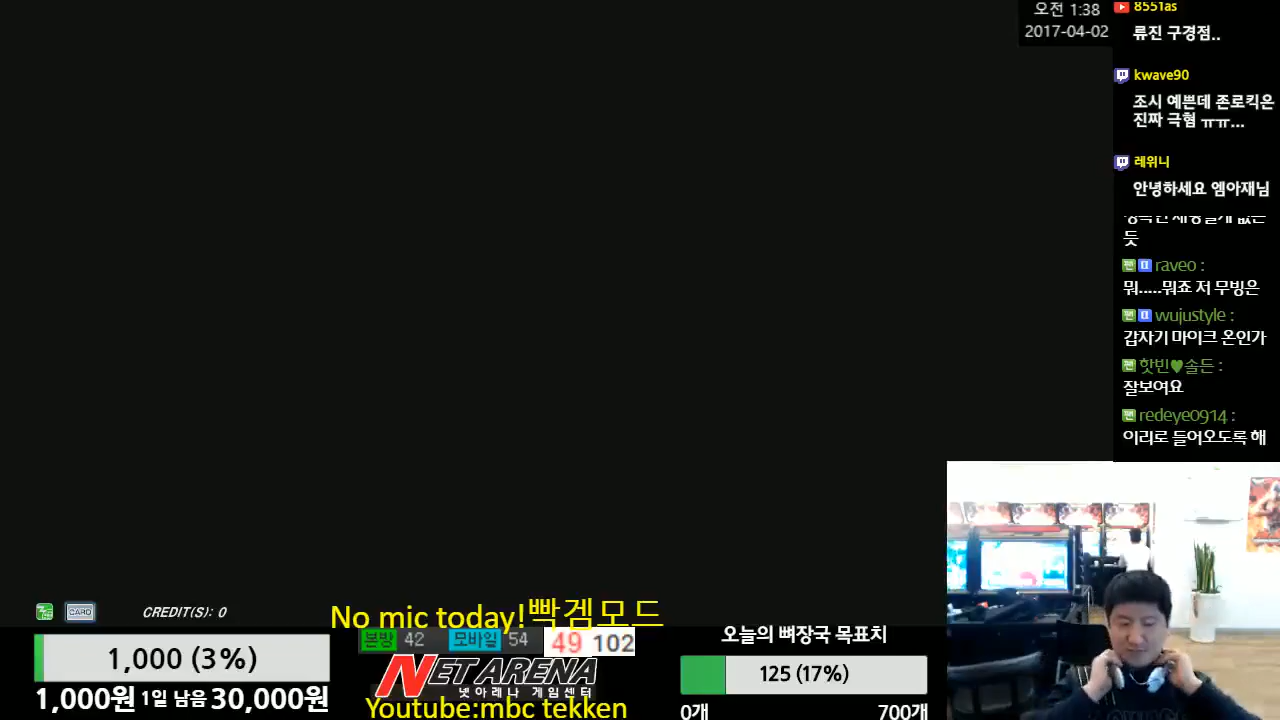 오전 1:38
2017-04-02
8551as
류진 구경점..
kwave90
조시 예쁜데 존로킥은
진짜 극혐 ㅠㅠ...
레위니
안녕하세요 엠아재님
듯
raveo :
뭐.....뭐죠 저 무빙은
wujustyle :
갑자기 마이크 온인가
핫빈♥솔든 :
잘보여요
redeye0914 :
이리로 들어오도록 해
CARD
CREDIT(S): 0
No mic today!빡겜모드
본방 42 모바일 54 49 102
1,000 (3%)
1,000원 1일 남음 30,000원
NET ARENA
넷아레나 게임센터
Youtube:mbc tekken
오늘의 뼈장국 목표치
125 (17%)
0개 700개